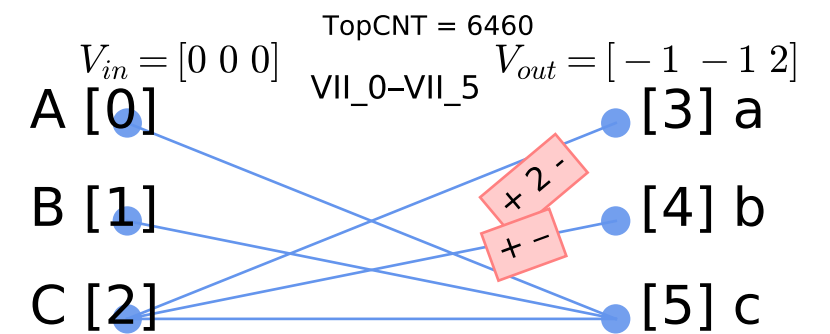 TopCNT = 6460
V_in = [0 0 0]
V_out = [−1 −1 2]
VII_0–VII_5
A [0]
[3] a
+ 2 -
B [1]
[4] b
+ −
C [2]
[5] c